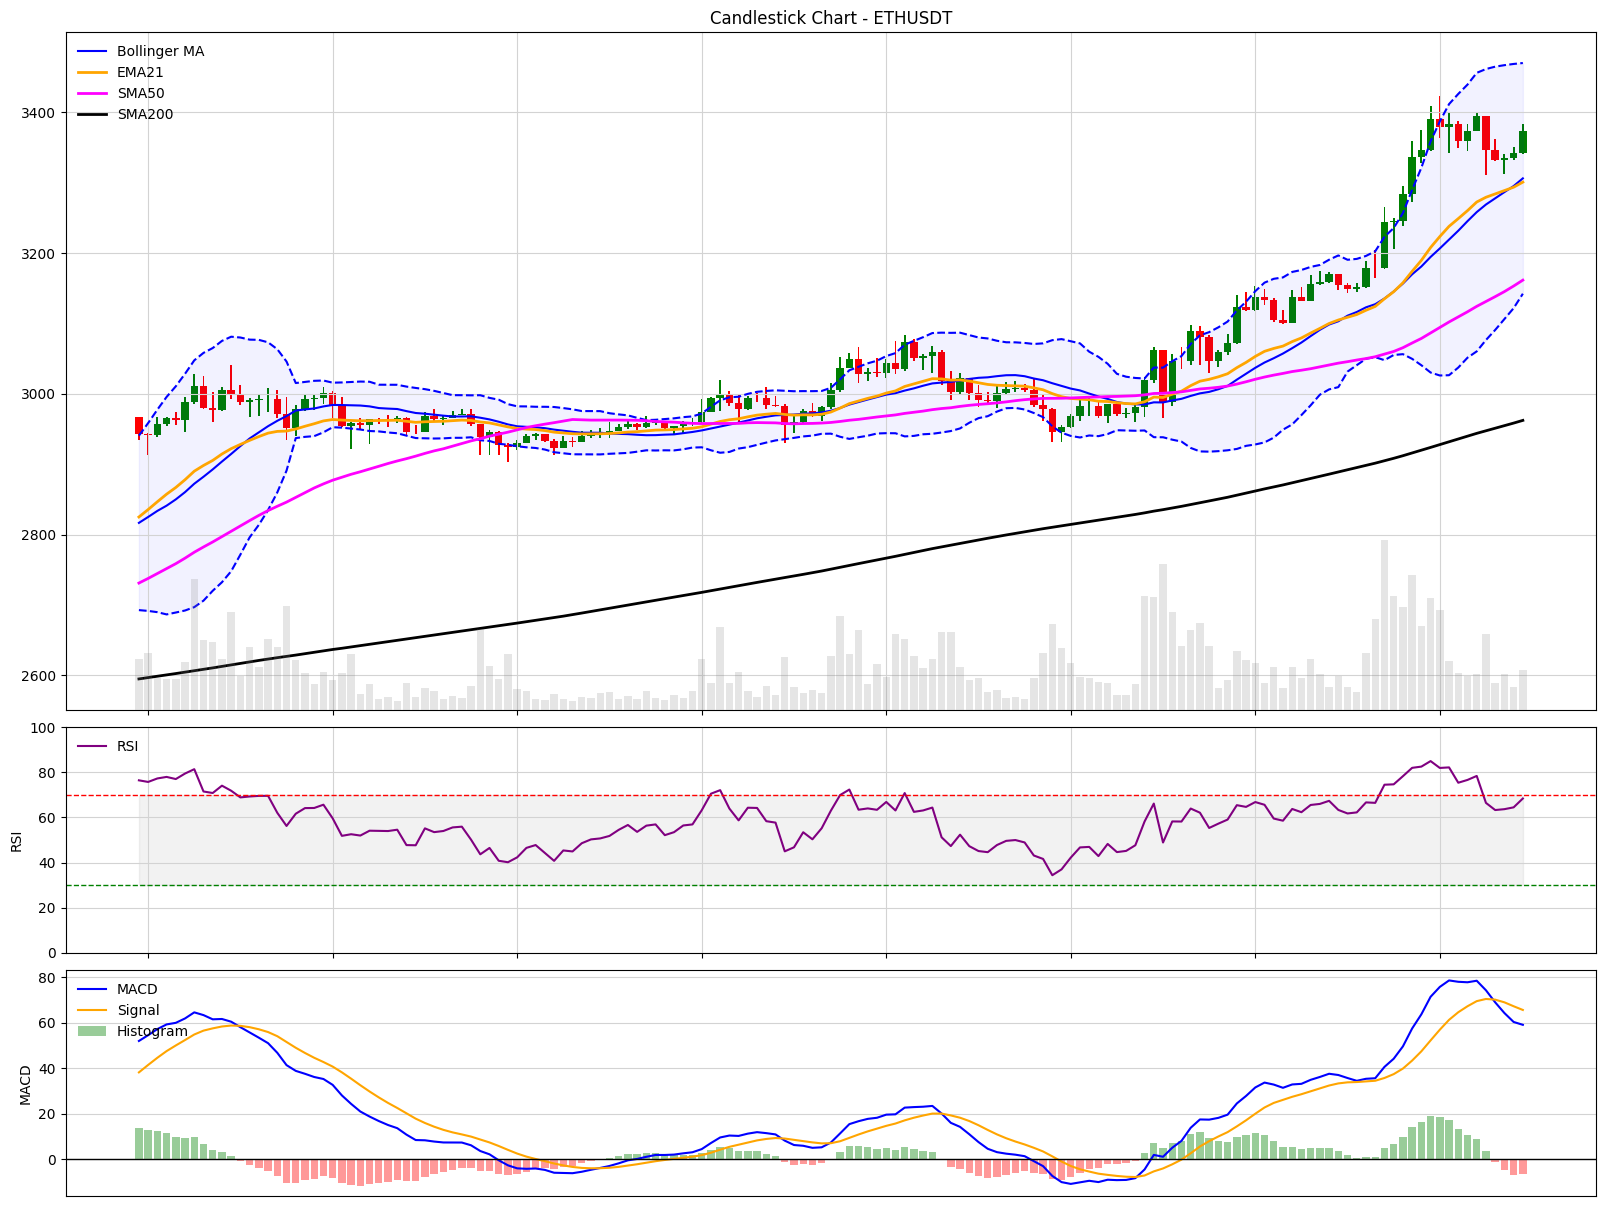 Candlestick Chart - ETHUSDT
Bollinger MA
EMA21
SMA50
SMA200
3400
3200
3000
2800
2600
100
RSI
80
60
RSI
40
20
0
80
MACD
Signal
60
Histogram
40
MACD
20
0